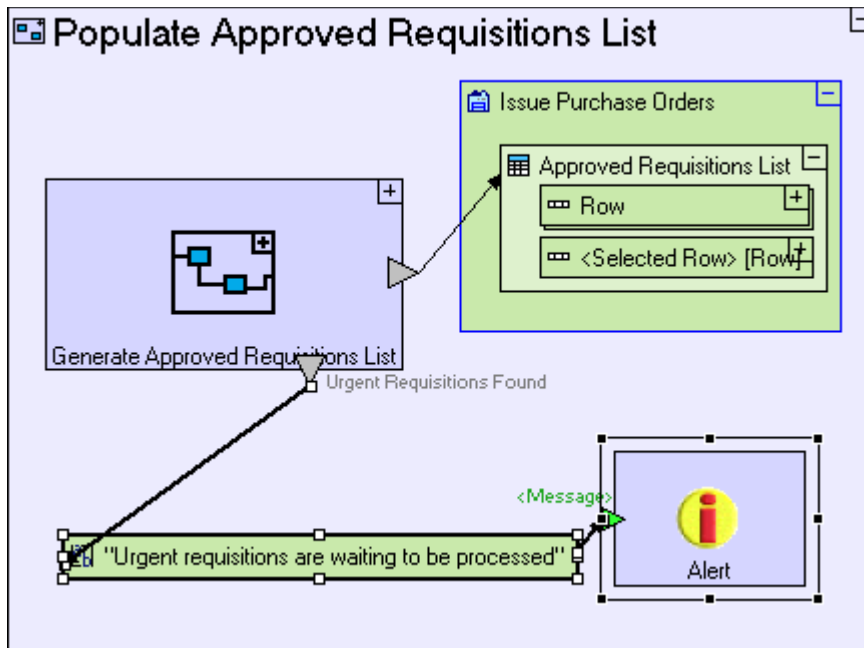 Populate Approved Requisitions List
Issue Purchase Orders
Approved Requisitions List
Row
<Selected Row> [Row]
Generate Approved Requisitions List
Urgent Requisitions Found
<Message>
"Urgent requisitions are waiting to be processed"
Alert